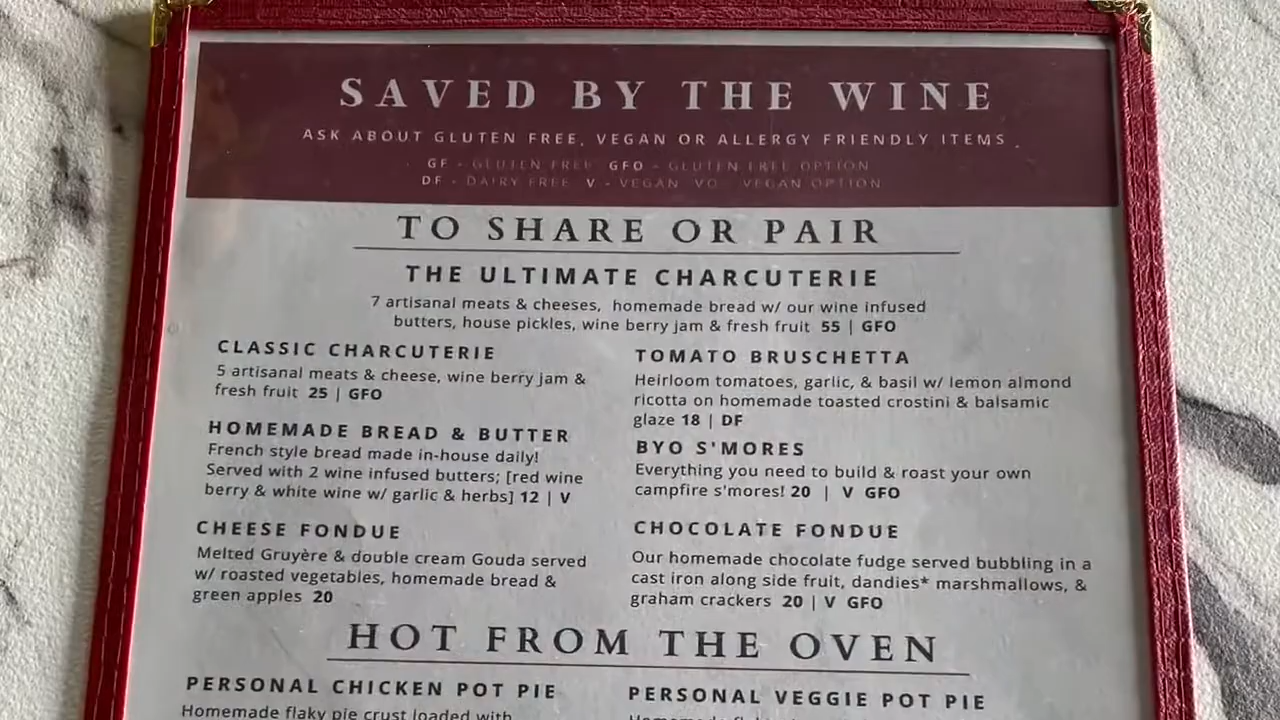 SAVED BY THE WINE
ASK ABOUT GLUTEN FREE, VEGAN OR ALLERGY FRIENDLY ITEMS.
GF - GLUTEN FREE GFO - GLUTEN FREE OPTION
DF - DAIRY FREE V - VEGAN VO VEGAN OPTION
TO SHARE OR PAIR
THE ULTIMATE CHARCUTERIE
7 artisanal meats & cheeses, homemade bread w/ our wine infused
butters, house pickles, wine berry jam & fresh fruit 55 | GFO
CLASSIC CHARCUTERIE
5 artisanal meats & cheese, wine berry jam &
fresh fruit 25 | GFO
HOMEMADE BREAD & BUTTER
French style bread made in-house daily!
Served with 2 wine infused butters; [red wine
berry & white wine w/ garlic & herbs] 12 | V
CHEESE FONDUE
Melted Gruyère & double cream Gouda served
w/ roasted vegetables, homemade bread &
green apples 20
TOMATO BRUSCHETTA
Heirloom tomatoes, garlic, & basil w/ lemon almond
ricotta on homemade toasted crostini & balsamic
glaze 18 | DF
BYO S'MORES
Everything you need to build & roast your own
campfire s'mores! 20 | V GFO
CHOCOLATE FONDUE
Our homemade chocolate fudge served bubbling in a
cast iron along side fruit, dandies* marshmallows, &
graham crackers 20 | V GFO
HOT FROM THE OVEN
PERSONAL CHICKEN POT PIE
Homemade flaky pie crust loaded with
PERSONAL VEGGIE POT PIE